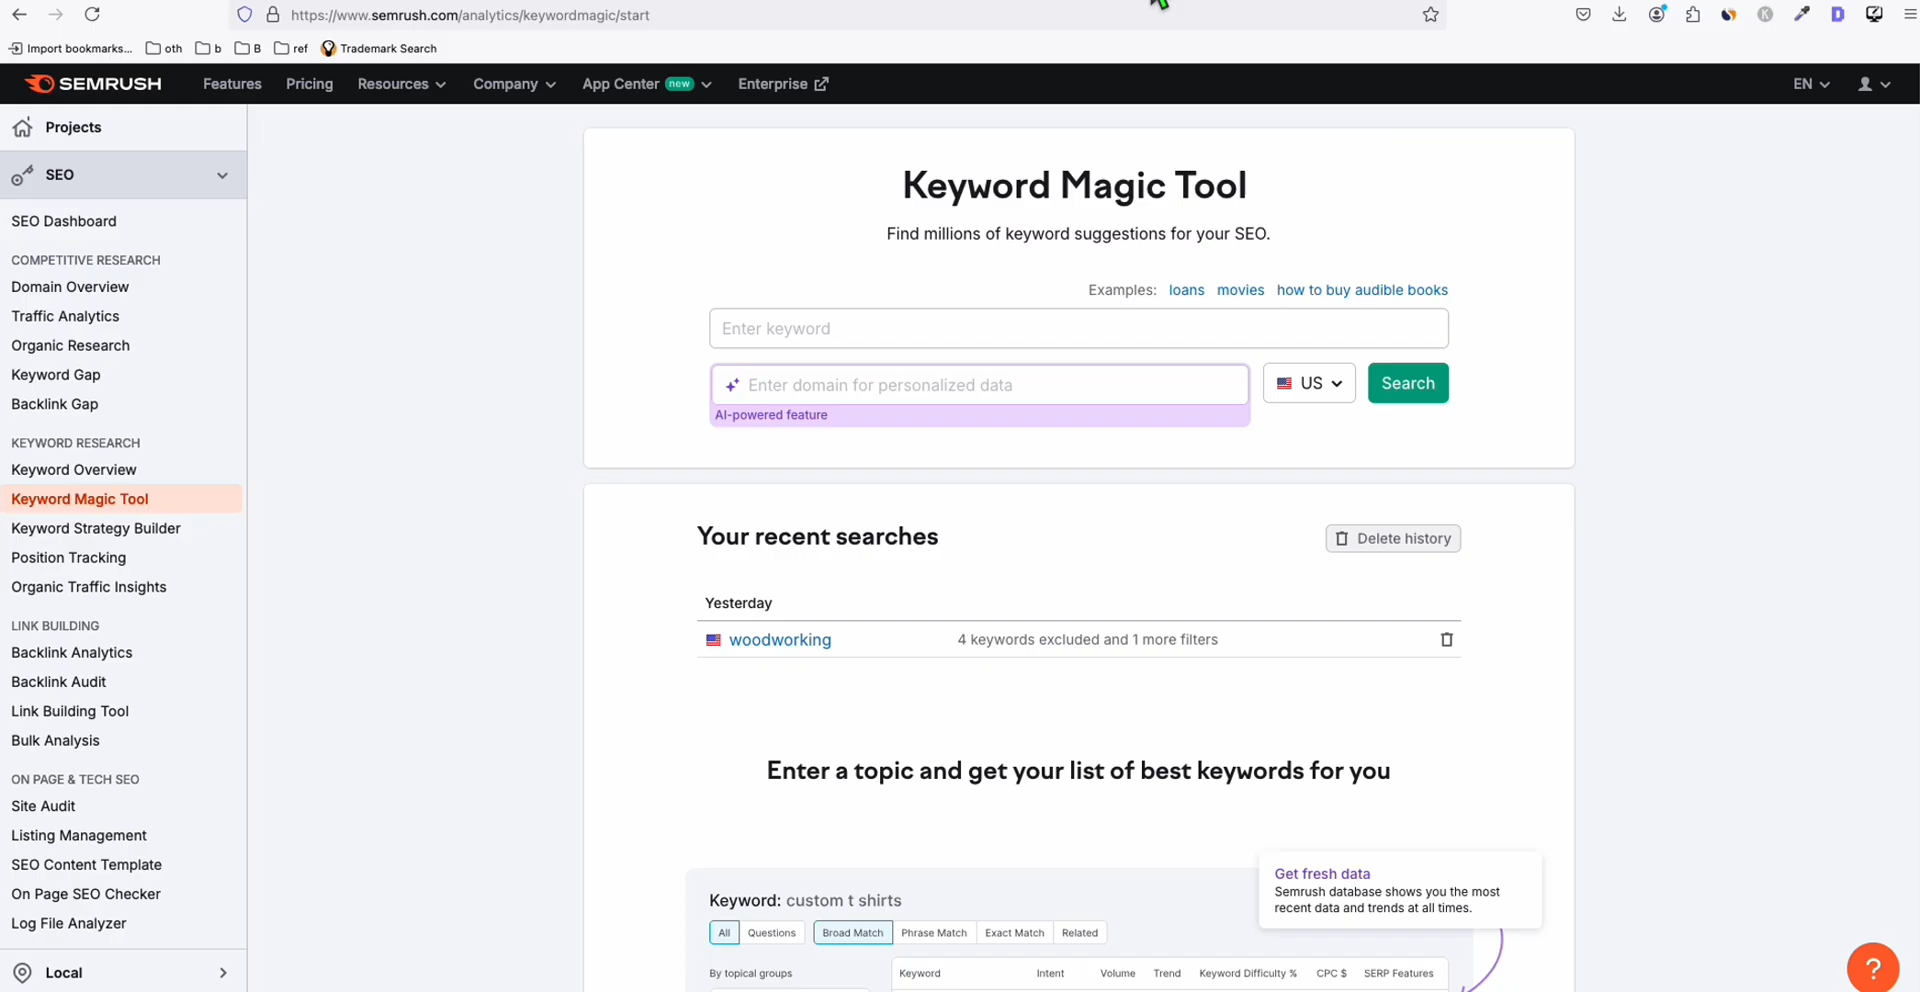 https://www.semrush.com/analytics/keywordmagic/start
Import bookmarks...
oth
b
B
ref
Trademark Search
SEMRUSH
Features
Pricing
Resources
Company
App Center new
Enterprise
EN
Projects
SEO
SEO Dashboard
COMPETITIVE RESEARCH
Domain Overview
Traffic Analytics
Organic Research
Keyword Gap
Backlink Gap
KEYWORD RESEARCH
Keyword Overview
Keyword Magic Tool
Keyword Strategy Builder
Position Tracking
Organic Traffic Insights
LINK BUILDING
Backlink Analytics
Backlink Audit
Link Building Tool
Bulk Analysis
ON PAGE & TECH SEO
Site Audit
Listing Management
SEO Content Template
On Page SEO Checker
Log File Analyzer
Local
Keyword Magic Tool
Find millions of keyword suggestions for your SEO.
Examples: loans movies how to buy audible books
Enter keyword
Enter domain for personalized data
US
Search
AI-powered feature
Your recent searches
Delete history
Yesterday
woodworking
4 keywords excluded and 1 more filters
Enter a topic and get your list of best keywords for you
Get fresh data
Semrush database shows you the most
recent data and trends at all times.
Keyword: custom t shirts
All
Questions
Broad Match
Phrase Match
Exact Match
Related
By topical groups
Keyword
Intent
Volume
Trend
Keyword Difficulty %
CPC $
SERP Features
?